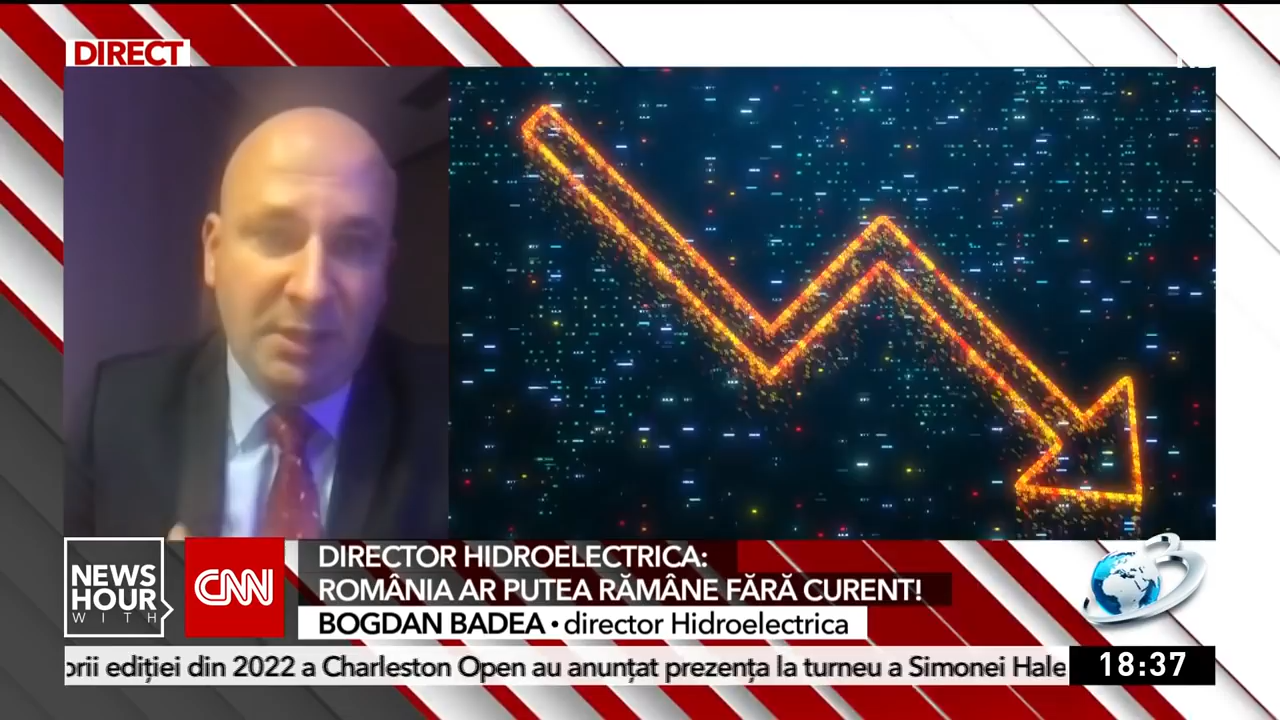 DIRECT
NEWS
HOUR
WITH
CNN
DIRECTOR HIDROELECTRICA:
ROMÂNIA AR PUTEA RĂMÂNE FĂRĂ CURENT!
BOGDAN BADEA • director Hidroelectrica
orii ediției din 2022 a Charleston Open au anunțat prezența la turneu a Simonei Hale
18:37